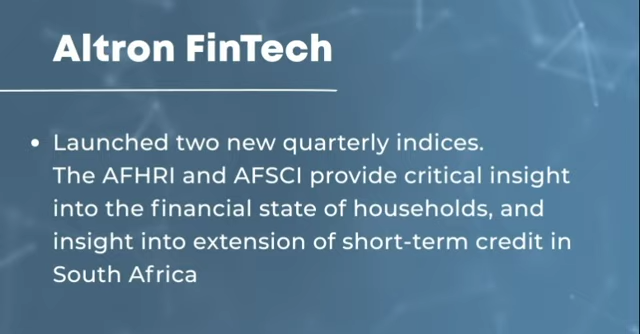 Altron FinTech
• Launched two new quarterly indices.
The AFHRI and AFSCI provide critical insight
into the financial state of households, and
insight into extension of short-term credit in
South Africa